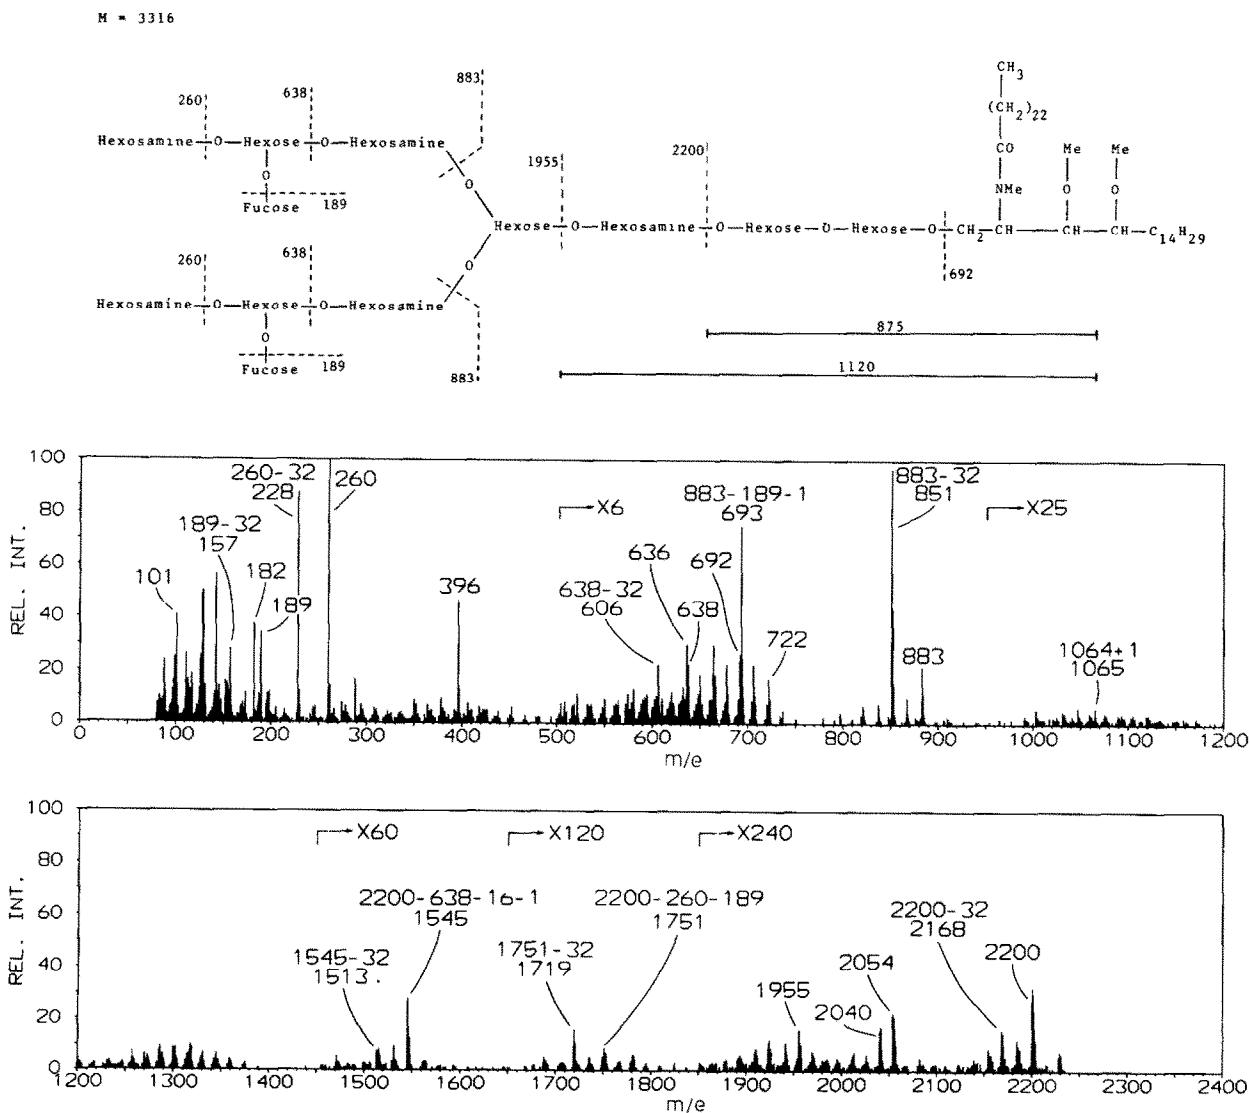 M = 3316
CH3
883
(CH2)22
260 638
CO Me Me
Hexosamine—O—Hexose—O—Hexosamine
1955 2200
O O
NMe O O
Fucose 189
Hexose—O—Hexosamine—O—Hexose—O—Hexose—O—CH2—CH—CH—CH—C14H29
692
260 638
O
Hexosamine—O—Hexose—O—Hexosamine
O
875
Fucose 189
883
1120
100
80
60
40
20
0
REL. INT.
260-32
228
260
883-189-1
693
883-32
851
X6
X25
189-32
157
182
101
189
396
636
692
638-32
606
638
722
883
1064+1
1065
0 100 200 300 400 500 600 700 800 900 1000 1100 1200
m/e
100
80
60
40
20
0
REL. INT.
X60
X120
X240
2200-638-16-1
1545
2200-260-189
1751
1545-32
1513.
1751-32
1719
2200-32
2168
2200
2054
1955
2040
1200 1300 1400 1500 1600 1700 1800 1900 2000 2100 2200 2300 2400
m/e